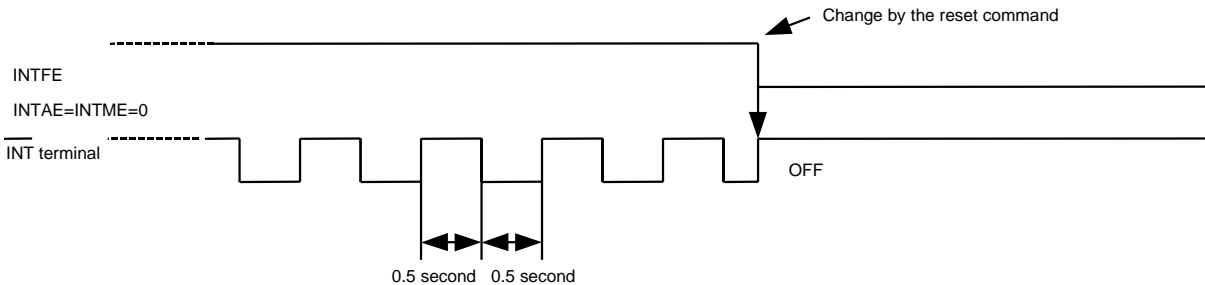 Change by the reset command
INTFE
INTAE=INTME=0
INT terminal
OFF
0.5 second 0.5 second